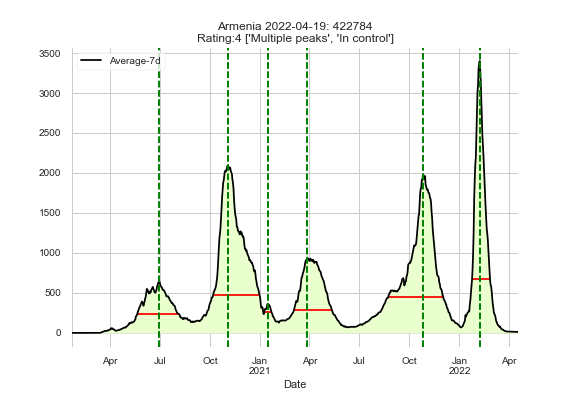 Armenia 2022-04-19: 422784
Rating:4 ['Multiple peaks', 'In control']
Average-7d
3500
3000
2500
2000
1500
1000
500
0
Apr
Jul
Oct
Jan
2021
Apr
Jul
Oct
Jan
2022
Apr
Date